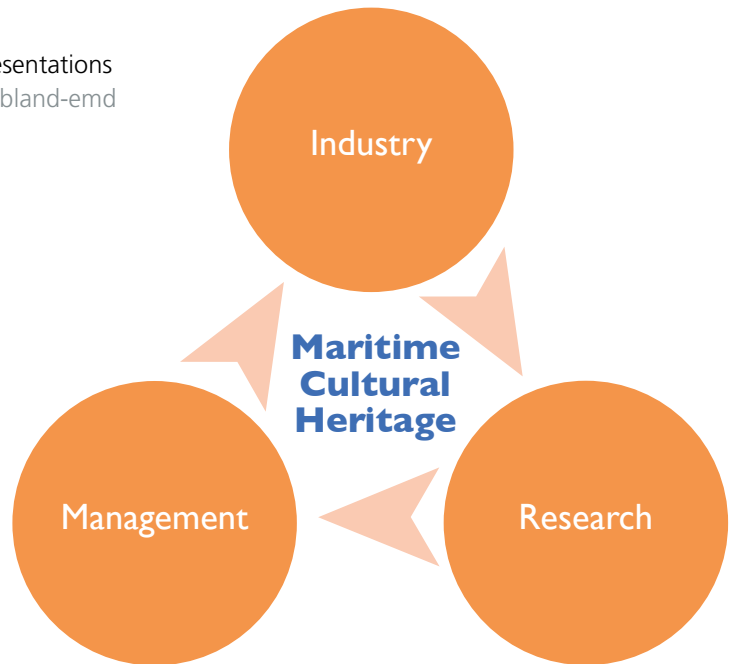 esentations
bland-emd
Industry
Maritime
Cultural
Heritage
Management
Research